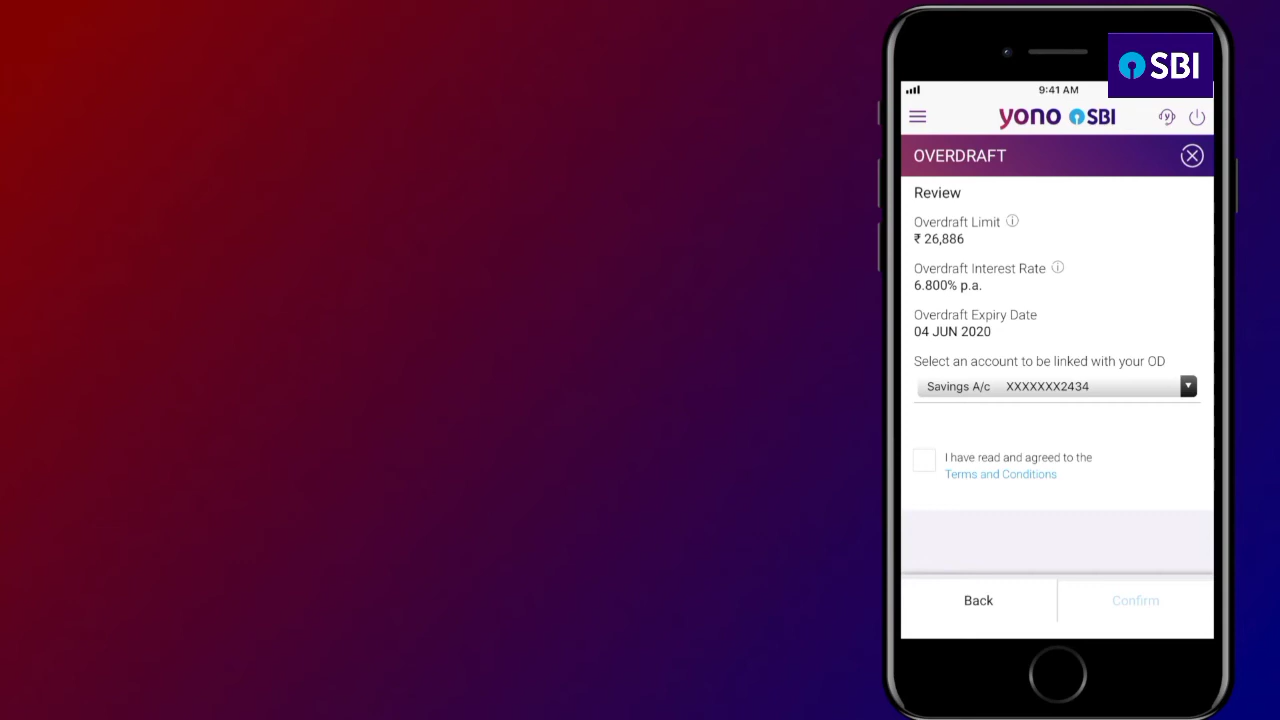 SBI
9:41 AM
yono SBI
OVERDRAFT
Review
Overdraft Limit
₹ 26,886
Overdraft Interest Rate
6.800% p.a.
Overdraft Expiry Date
04 JUN 2020
Select an account to be linked with your OD
Savings A/c XXXXXXX2434
I have read and agreed to the
Terms and Conditions
Back Confirm